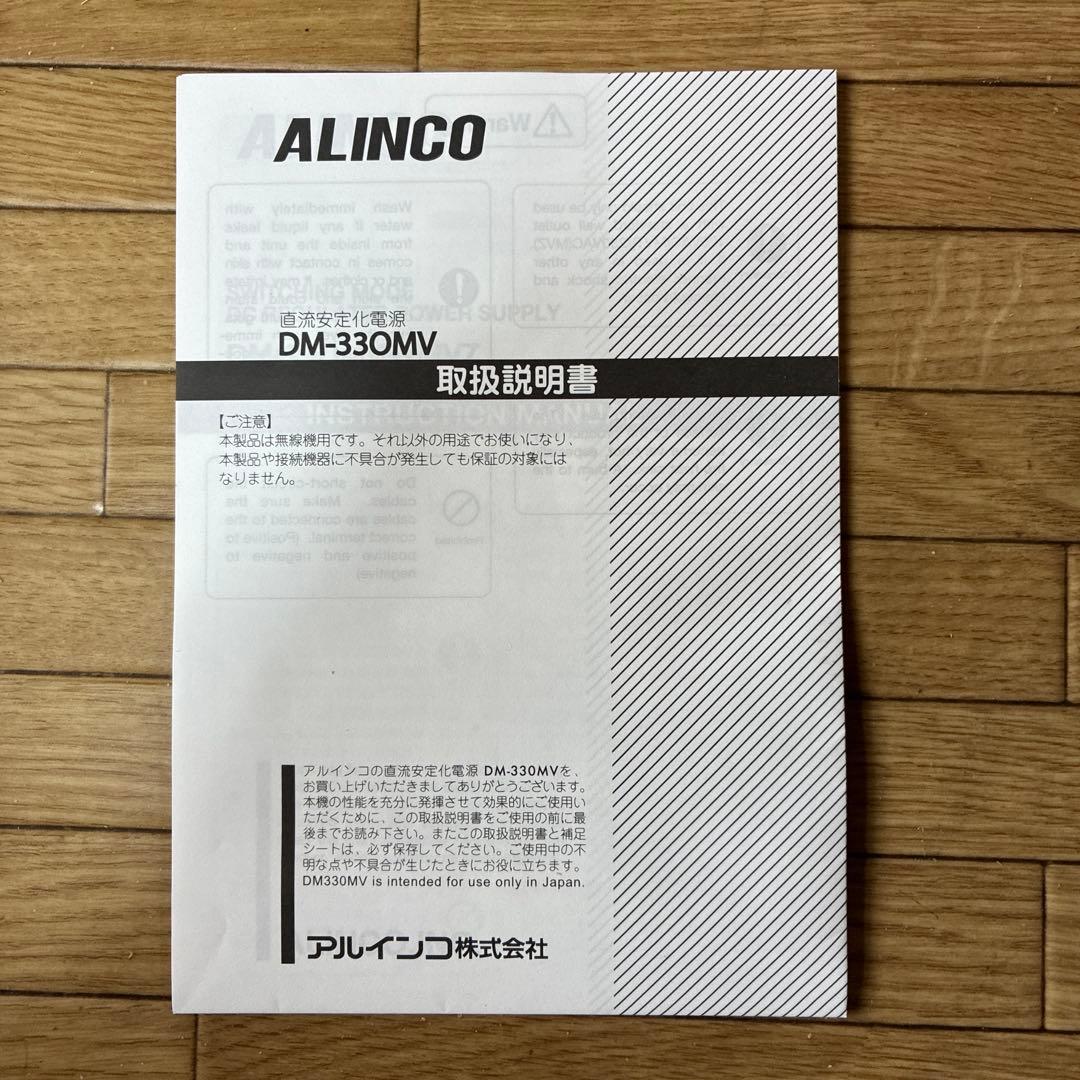 ALINCO
直流安定化電源
DM-330MV
取扱説明書
【ご注意】
本製品は無線機用です。それ以外の用途でお使いになり、
本製品や接続機器に不具合が発生しても保証の対象には
なりません。
アルインコの直流安定化電源 DM-330MVを、
お買い上げいただきましてありがとうございます。
本機の性能を充分に発揮させて効果的にご使用い
ただくために、この取扱説明書をご使用の前に最
後までお読み下さい。またこの取扱説明書と補足
シートは、必ず保存してください。ご使用中の不
明な点や不具合が生じたときにお役に立ちます。
DM330MV is intended for use only in Japan.
アルインコ株式会社